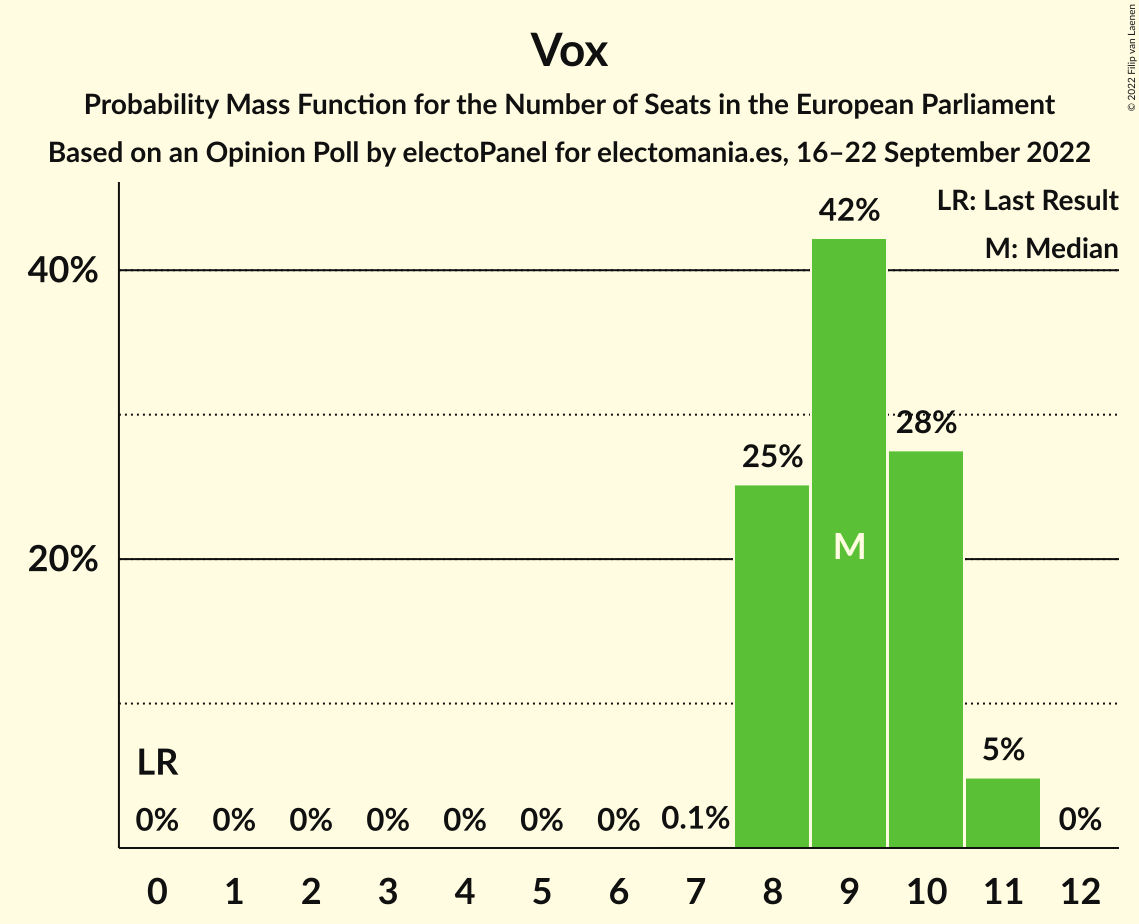 Vox
Probability Mass Function for the Number of Seats in the European Parliament
Based on an Opinion Poll by electoPanel for electomania.es, 16–22 September 2022
© 2022 Filip van Laenen
LR: Last Result
M: Median
42%
40%
28%
25%
M
20%
5%
LR
0% 0% 0% 0% 0% 0% 0% 0.1% 0%
0 1 2 3 4 5 6 7 8 9 10 11 12